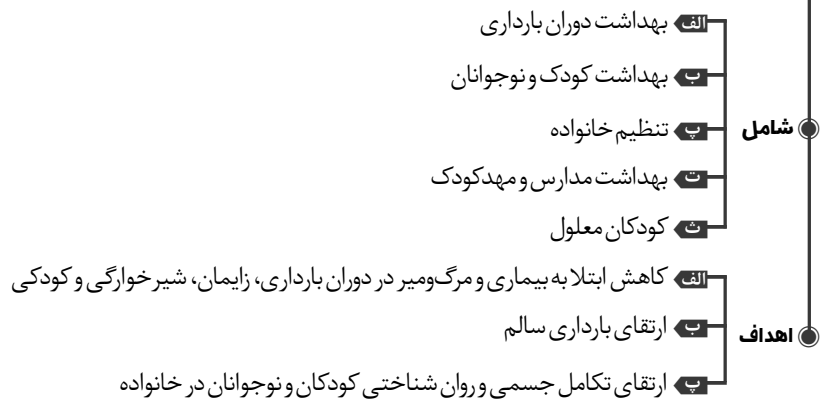 الف بهداشت دوران بارداری
ب بهداشت کودک و نوجوانان
شامل
پ تنظیم خانواده
ت بهداشت مدارس و مهدکودک
ث کودکان معلول
الف کاهش ابتلا به بیماری و مرگ‌ومیر در دوران بارداری، زایمان، شیرخوارگی و کودکی
اهداف
ب ارتقای بارداری سالم
پ ارتقای تکامل جسمی و روان شناختی کودکان و نوجوانان در خانواده